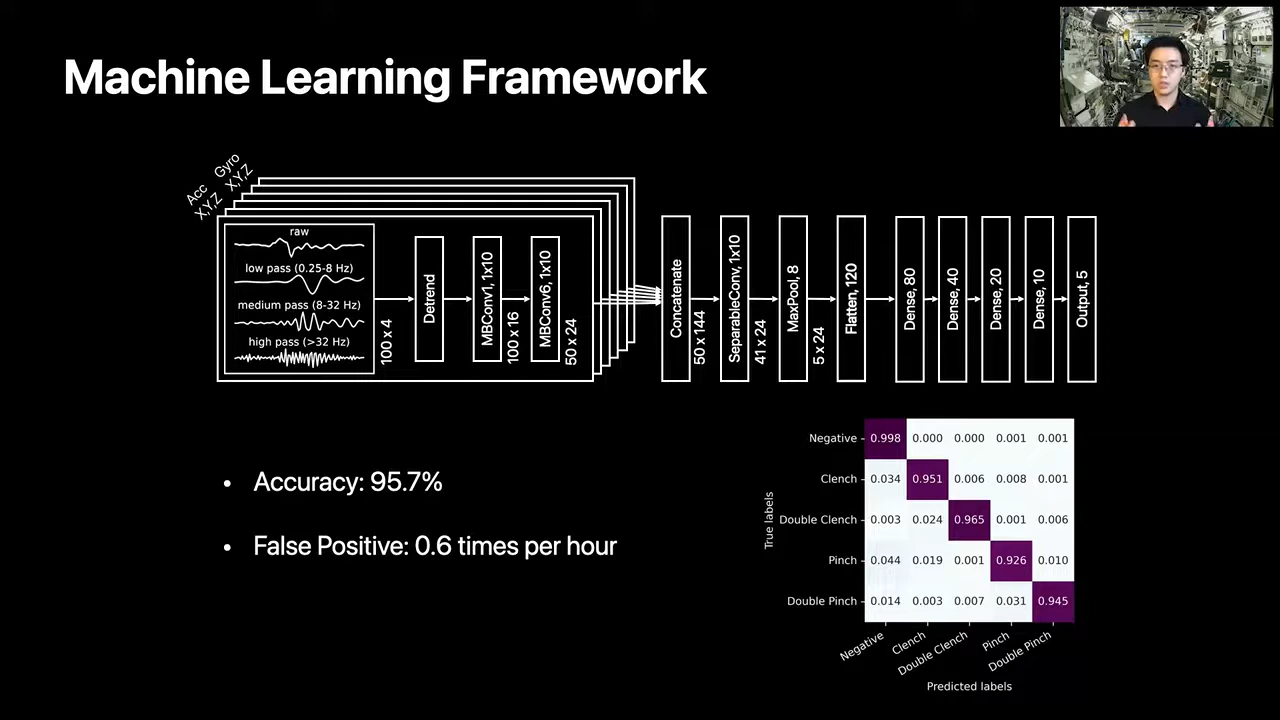 Machine Learning Framework
Acc
X,Y,Z
Gyro
X,Y,Z
raw
low pass (0.25-8 Hz)
medium pass (8-32 Hz)
high pass (>32 Hz)
100 x 4
Detrend
MBConv1, 1x10
100 x 16
MBConv6, 1x10
50 x 24
Concatenate
50 x 144
SeparableConv, 1x10
41 x 24
MaxPool, 8
5 x 24
Flatten, 120
Dense, 80
Dense, 40
Dense, 20
Dense, 10
Output, 5
• Accuracy: 95.7%
• False Positive: 0.6 times per hour
True labels
Negative 0.998 0.000 0.000 0.001 0.001
Clench 0.034 0.951 0.006 0.008 0.001
Double Clench 0.003 0.024 0.965 0.001 0.006
Pinch 0.044 0.019 0.001 0.926 0.010
Double Pinch 0.014 0.003 0.007 0.031 0.945
Negative Clench Double Clench Pinch Double Pinch
Predicted labels